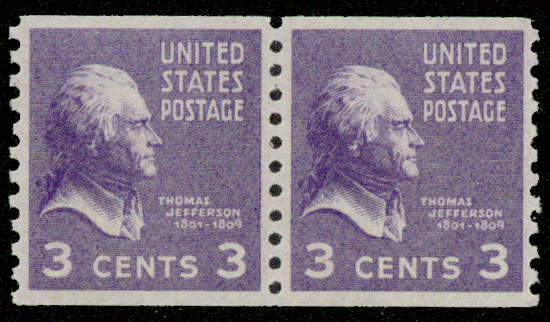 UNITED
STATES
POSTAGE
THOMAS
JEFFERSON
1801-1809
3 CENTS 3
UNITED
STATES
POSTAGE
THOMAS
JEFFERSON
1801-1809
3 CENTS 3